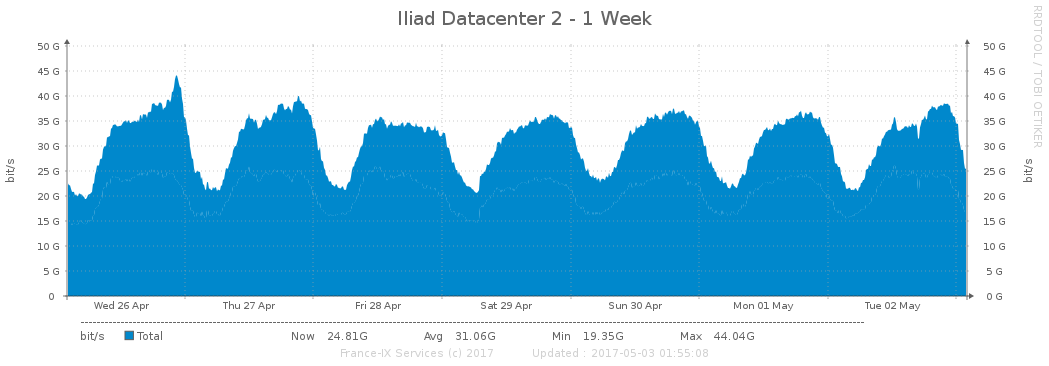 Iliad Datacenter 2 - 1 Week
RRDTOOL / TOBI OETIKER
bit/s
50 G
45 G
40 G
35 G
30 G
25 G
20 G
15 G
10 G
5 G
0
50 G
45 G
40 G
35 G
30 G
25 G
20 G
15 G
10 G
5 G
0 G
bit/s
Wed 26 Apr Thu 27 Apr Fri 28 Apr Sat 29 Apr Sun 30 Apr Mon 01 May Tue 02 May
bit/s Total Now 24.81G Avg 31.06G Min 19.35G Max 44.04G
France-IX Services (c) 2017 Updated : 2017-05-03 01:55:08